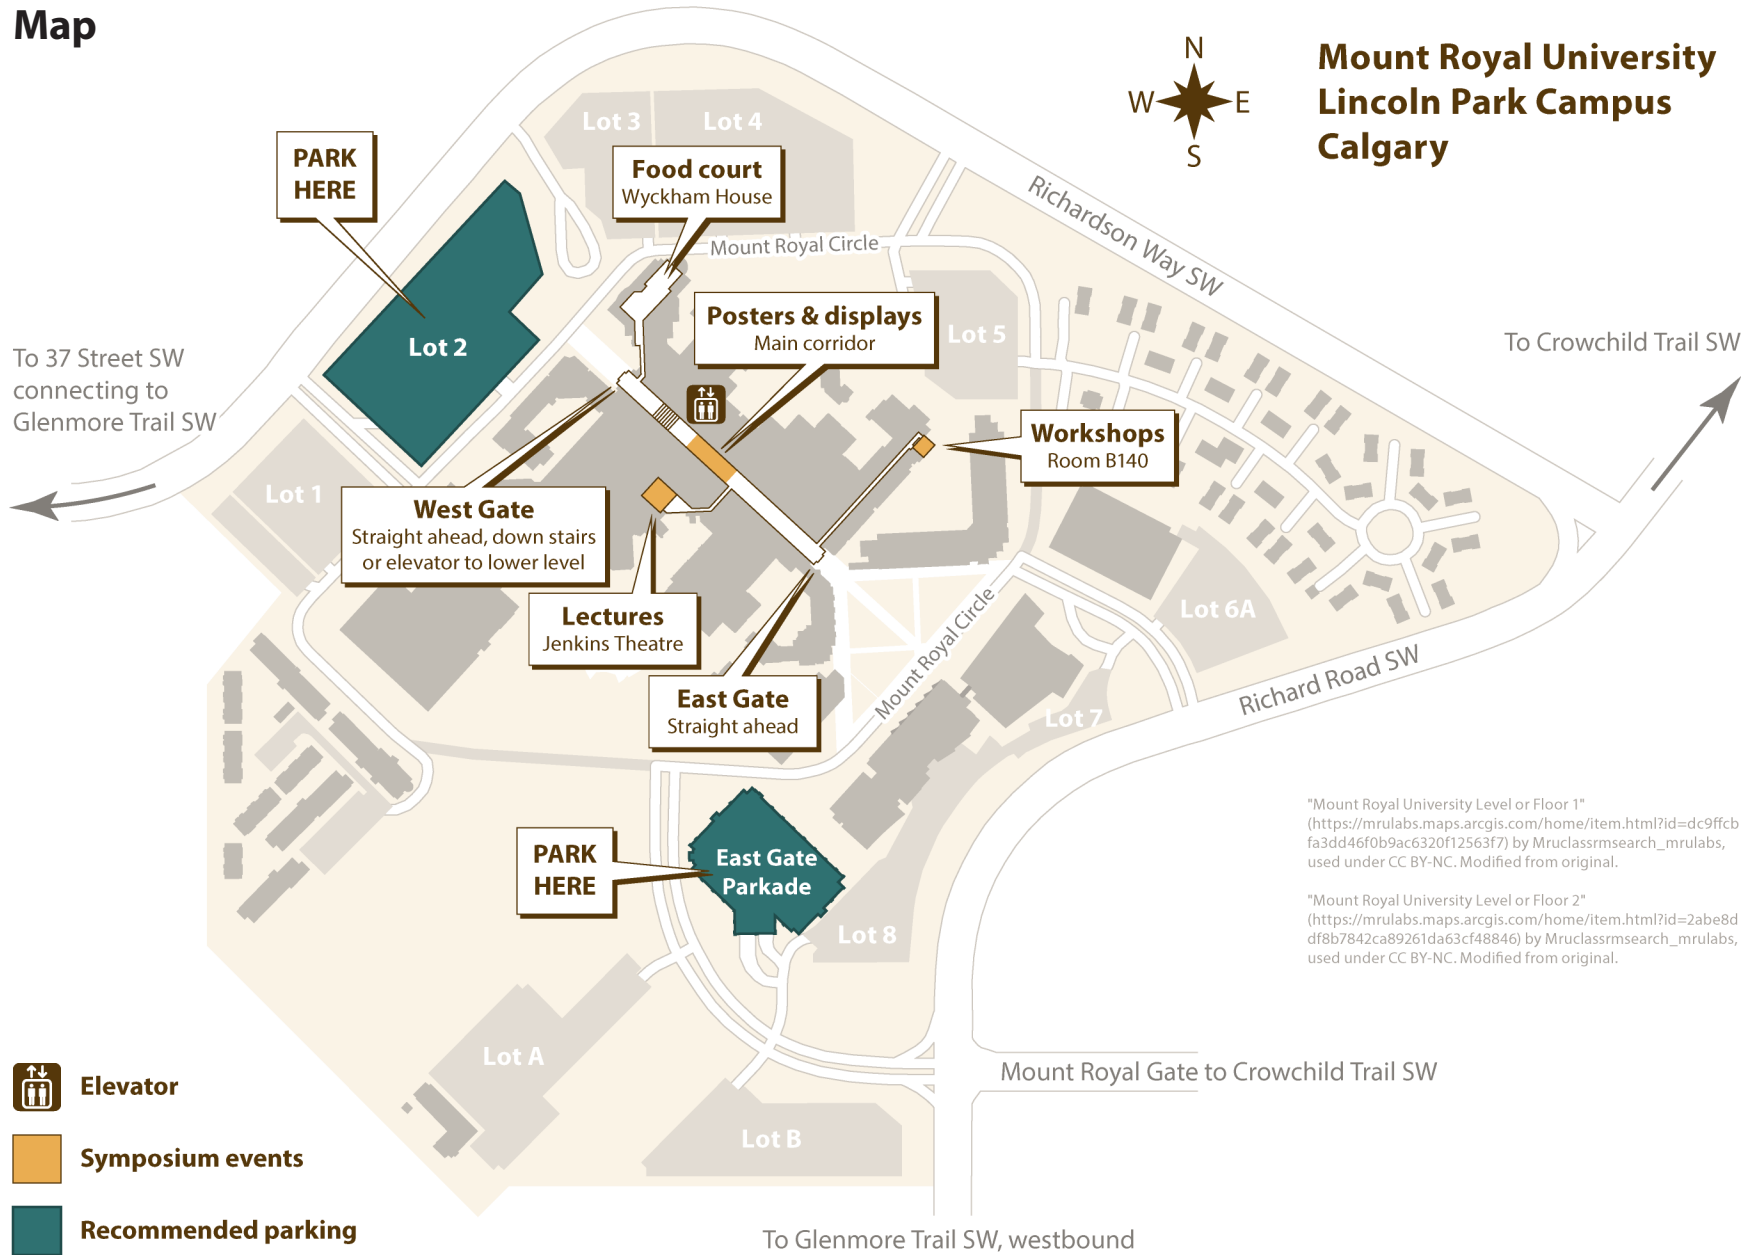 Map
N
W
E
S
Mount Royal University
Lincoln Park Campus
Calgary
Lot 3
Lot 4
PARK
HERE
Food court
Wyckham House
Richardson Way SW
Mount Royal Circle
Posters & displays
Main corridor
Lot 5
Lot 2
To 37 Street SW
connecting to
Glenmore Trail SW
To Crowchild Trail SW
Workshops
Room B140
Lot 1
West Gate
Straight ahead, down stairs
or elevator to lower level
Lectures
Jenkins Theatre
Lot 6A
Mount Royal Circle
East Gate
Straight ahead
Richard Road SW
Lot 7
"Mount Royal University Level or Floor 1"
(https://mrulabs.maps.arcgis.com/home/item.html?id=dc9ffcb
fa3dd46f0b9ac6320f12563f7) by Mruclassrmsearch_mrulabs,
used under CC BY-NC. Modified from original.
"Mount Royal University Level or Floor 2"
(https://mrulabs.maps.arcgis.com/home/item.html?id=2abe8d
df8b7842ca89261da63cf48846) by Mruclassrmsearch_mrulabs,
used under CC BY-NC. Modified from original.
PARK
HERE
East Gate
Parkade
Lot 8
Lot A
Mount Royal Gate to Crowchild Trail SW
Lot B
Elevator
Symposium events
Recommended parking
To Glenmore Trail SW, westbound